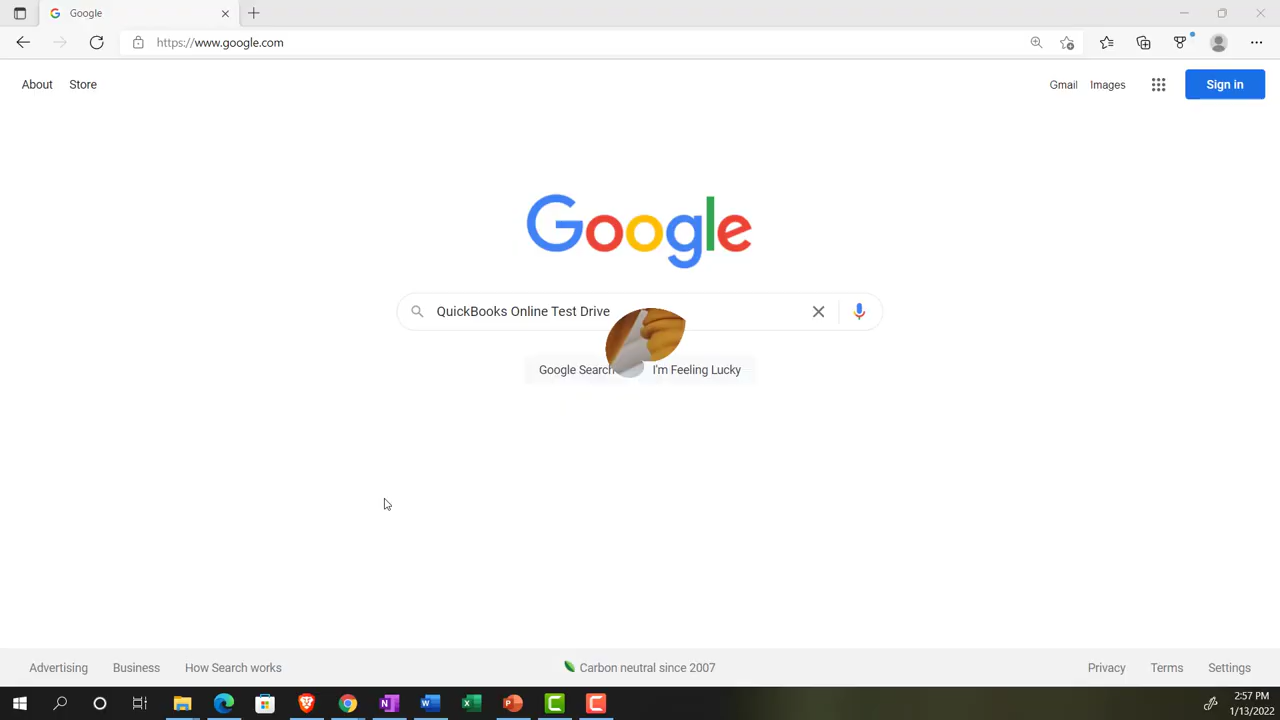 Google
https://www.google.com
About Store
Gmail Images
Sign in
Google
QuickBooks Online Test Drive
Google Search
I'm Feeling Lucky
Advertising Business How Search works
Carbon neutral since 2007
Privacy Terms Settings
2:57 PM
1/13/2022